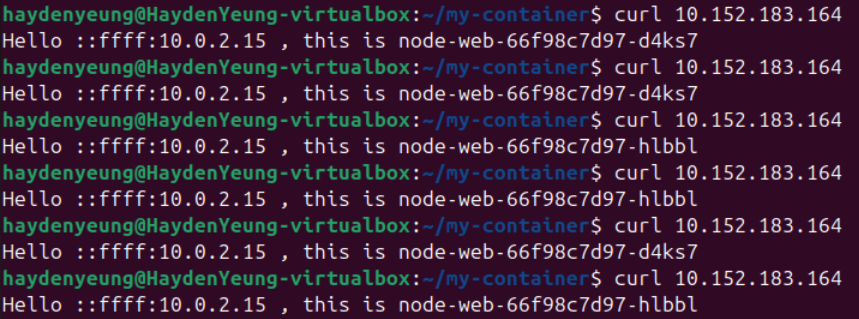 haydenyeung@HaydenYeung-virtualbox:~/my-container$ curl 10.152.183.164
Hello ::ffff:10.0.2.15 , this is node-web-66f98c7d97-d4ks7
haydenyeung@HaydenYeung-virtualbox:~/my-container$ curl 10.152.183.164
Hello ::ffff:10.0.2.15 , this is node-web-66f98c7d97-d4ks7
haydenyeung@HaydenYeung-virtualbox:~/my-container$ curl 10.152.183.164
Hello ::ffff:10.0.2.15 , this is node-web-66f98c7d97-hlbbl
haydenyeung@HaydenYeung-virtualbox:~/my-container$ curl 10.152.183.164
Hello ::ffff:10.0.2.15 , this is node-web-66f98c7d97-hlbbl
haydenyeung@HaydenYeung-virtualbox:~/my-container$ curl 10.152.183.164
Hello ::ffff:10.0.2.15 , this is node-web-66f98c7d97-d4ks7
haydenyeung@HaydenYeung-virtualbox:~/my-container$ curl 10.152.183.164
Hello ::ffff:10.0.2.15 , this is node-web-66f98c7d97-hlbbl